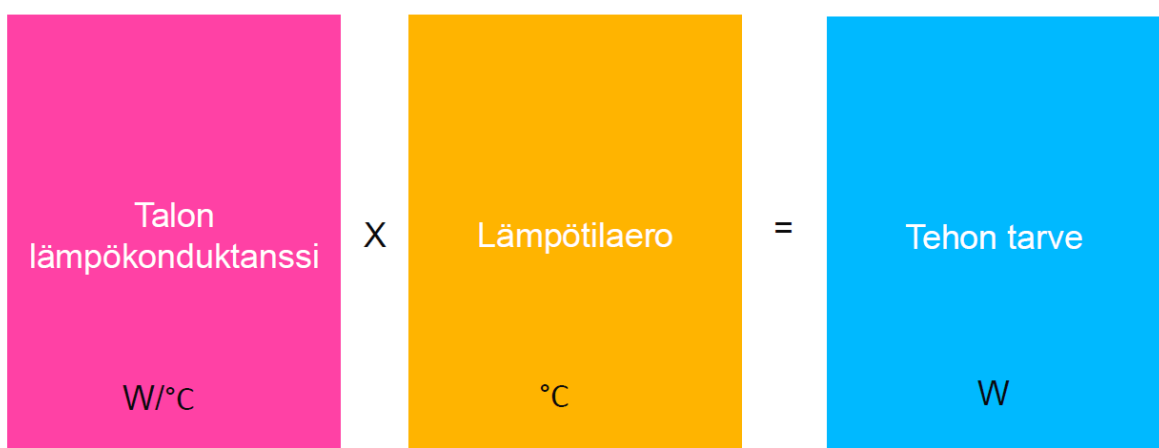 Talon
lämpökonduktanssi
W/°C
X
Lämpötilaero
°C
=
Tehon tarve
W